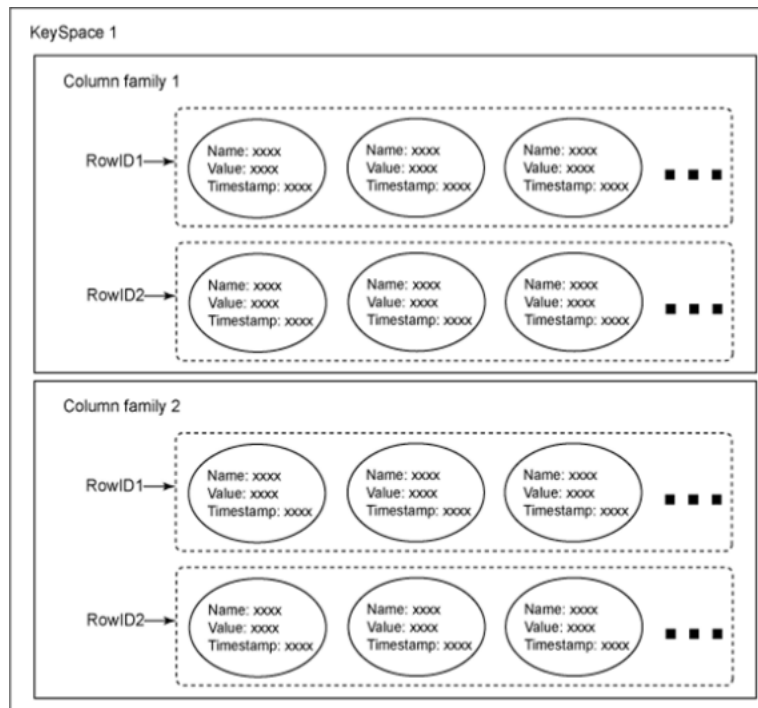 KeySpace 1
Column family 1
RowID1
Name: xxxx
Value: xxxx
Timestamp: xxxx
Name: xxxx
Value: xxxx
Timestamp: xxxx
Name: xxxx
Value: xxxx
Timestamp: xxxx
RowID2
Name: xxxx
Value: xxxx
Timestamp: xxxx
Name: xxxx
Value: xxxx
Timestamp: xxxx
Name: xxxx
Value: xxxx
Timestamp: xxxx
Column family 2
RowID1
Name: xxxx
Value: xxxx
Timestamp: xxxx
Name: xxxx
Value: xxxx
Timestamp: xxxx
Name: xxxx
Value: xxxx
Timestamp: xxxx
RowID2
Name: xxxx
Value: xxxx
Timestamp: xxxx
Name: xxxx
Value: xxxx
Timestamp: xxxx
Name: xxxx
Value: xxxx
Timestamp: xxxx